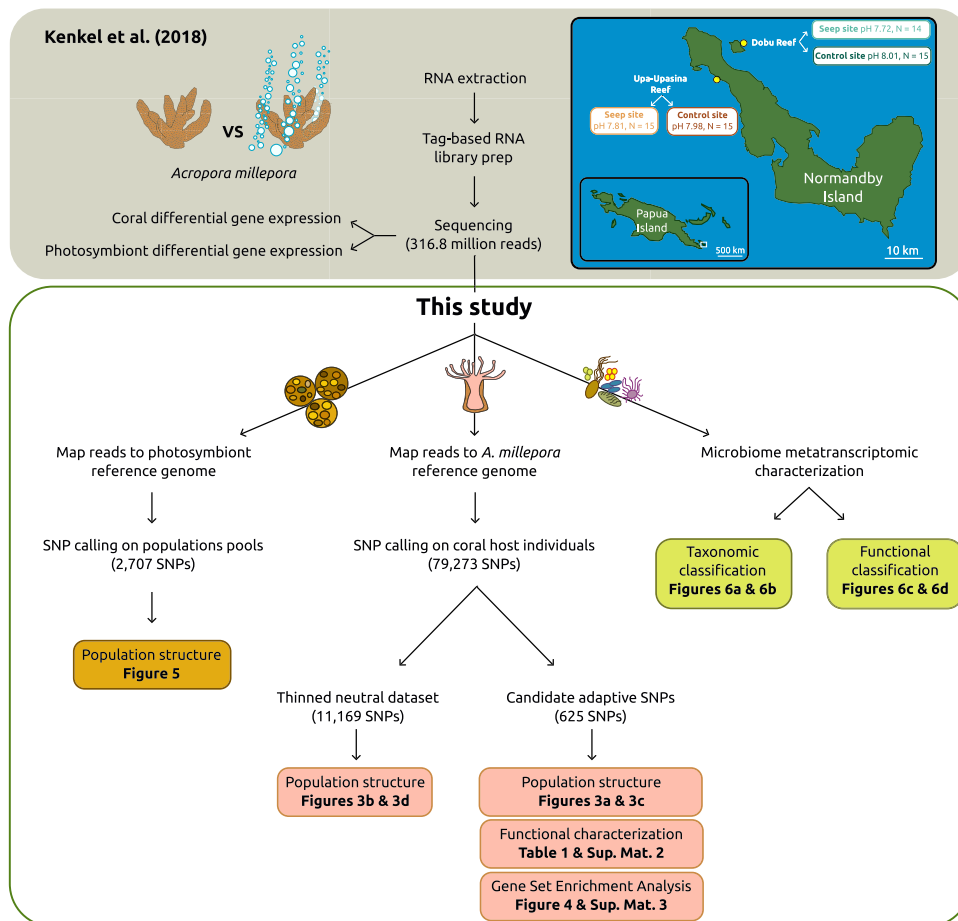 Kenkel et al. (2018)
VS
Acropora millepora
RNA extraction
Tag-based RNA
library prep
Sequencing
(316.8 million reads)
Coral differential gene expression
Photosymbiont differential gene expression
Dobu Reef
Seep site pH 7.72, N = 14
Control site pH 8.01, N = 15
Upa-Upasina
Reef
Seep site
pH 7.81, N = 15
Control site
pH 7.98, N = 15
Normandby
Island
Papua
Island
500 km
10 km
This study
Map reads to photosymbiont
reference genome
SNP calling on populations pools
(2,707 SNPs)
Population structure
Figure 5
Map reads to A. millepora
reference genome
SNP calling on coral host individuals
(79,273 SNPs)
Thinned neutral dataset
(11,169 SNPs)
Population structure
Figures 3b & 3d
Candidate adaptive SNPs
(625 SNPs)
Population structure
Figures 3a & 3c
Functional characterization
Table 1 & Sup. Mat. 2
Gene Set Enrichment Analysis
Figure 4 & Sup. Mat. 3
Microbiome metatranscriptomic
characterization
Taxonomic
classification
Figures 6a & 6b
Functional
classification
Figures 6c & 6d